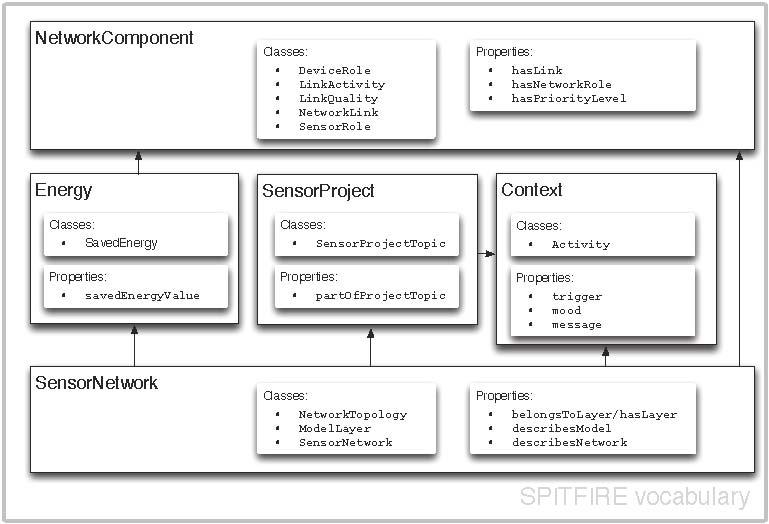 NetworkComponent
Classes:
• DeviceRole
• LinkActivity
• LinkQuality
• NetworkLink
• SensorRole
Properties:
• hasLink
• hasNetworkRole
• hasPriorityLevel
Energy
Classes:
• SavedEnergy
Properties:
• savedEnergyValue
SensorProject
Classes:
• SensorProjectTopic
Properties:
• partOfProjectTopic
Context
Classes:
• Activity
Properties:
• trigger
• mood
• message
SensorNetwork
Classes:
• NetworkTopology
• ModelLayer
• SensorNetwork
Properties:
• belongsToLayer/hasLayer
• describesModel
• describesNetwork
SPITFIRE vocabulary